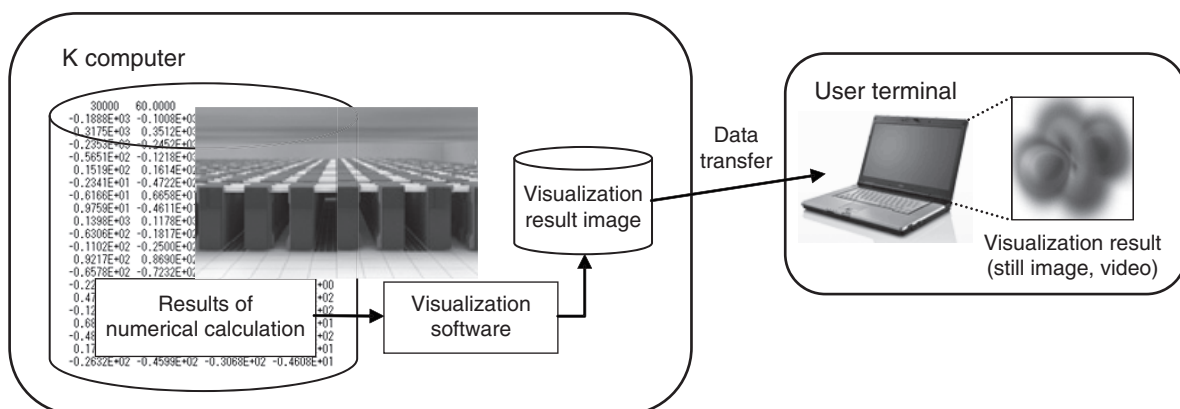 K computer
30000 60.0000
-0.1888E+03 -0.1008E+03
0.3175E+03 0.3512E+03
-0.2353E+03 -0.2452E+03
-0.5651E+02 -0.1218E+03
0.1519E+02 0.1614E+02
-0.2341E+01 -0.4722E+02
-0.6166E+01 0.6658E+01
0.9759E+01 -0.4611E+01
0.1398E+03 0.1178E+03
-0.6306E+02 -0.1817E+02
-0.1102E+02 -0.2500E+02
0.9217E+02 0.8690E+02
-0.6578E+02 -0.7232E+02
-0.2632E+02 -0.4599E+02 -0.3068E+02 -0.4608E+01
Results of
numerical calculation
Visualization
software
Visualization
result image
Data
transfer
User terminal
Visualization result
(still image, video)